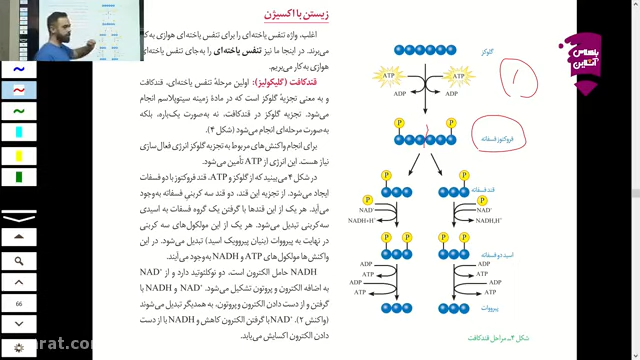 زیستن با اکسیژن
اغلب، واژه تنفس یاخته‌ای را برای تنفس یاخته‌ای هوازی به‌کار
می‌برند. در اینجا ما نیز تنفس یاخته‌ای را به‌جای تنفس یاخته‌ای
هوازی به کار می‌بریم.
قندکافت (گلیکولیز): اولین مرحلهٔ تنفس یاخته‌ای، قندکافت
و به معنی تجزیهٔ گلوکز است که در مادهٔ زمینه سیتوپلاسم انجام
می‌شود. تجزیه گلوکز در قندکافت، نه به‌صورت یک‌باره، بلکه
به‌صورت مرحله‌ای انجام می‌شود (شکل ۴).
برای انجام واکنش‌های مربوط به تجزیه گلوکز انرژی فعال‌سازی
نیاز هست. این انرژی از ATP تأمین می‌شود.
در شکل ۴ می‌بینید که از گلوکز و ATP، قند فروکتوز با دو فسفات
ایجاد می‌شود. از تجزیه این قند، دو قند سه کربنیِ فسفاته به‌وجود
می‌آید. هر یک از این قندها با گرفتن یک گروه فسفات به اسیدی
سه‌کربنی تبدیل می‌شود. هر یک از این مولکول‌های سه کربنی
در نهایت به پیرووات (بنیان پیروویک اسید) تبدیل می‌شود. در این
واکنش‌ها مولکول‌های ATP و NADH به‌وجود می‌آیند.
NADH حامل الکترون است، دو نوکلئوتید دارد و از NAD⁺
به اضافه الکترون و پروتون تشکیل می‌شود. NAD⁺ و NADH با
گرفتن و از دست دادن الکترون و پروتون، به همدیگر تبدیل می‌شوند
(واکنش ۲). NAD⁺ با گرفتن الکترون کاهش و NADH با از دست
دادن الکترون اکسایش می‌یابد.
گلوکز
ATP ATP
ADP ADP
P P
فروکتوز فسفاته
P P
قند فسفاته
P P
NAD⁺ NAD⁺
NADH+H⁺ NADH,H⁺
P P P P
اسید دو فسفاته
ADP ADP
ATP ATP
ADP ADP
ATP ATP
پیرووات
شکل ۴ــ مراحل قندکافت
66